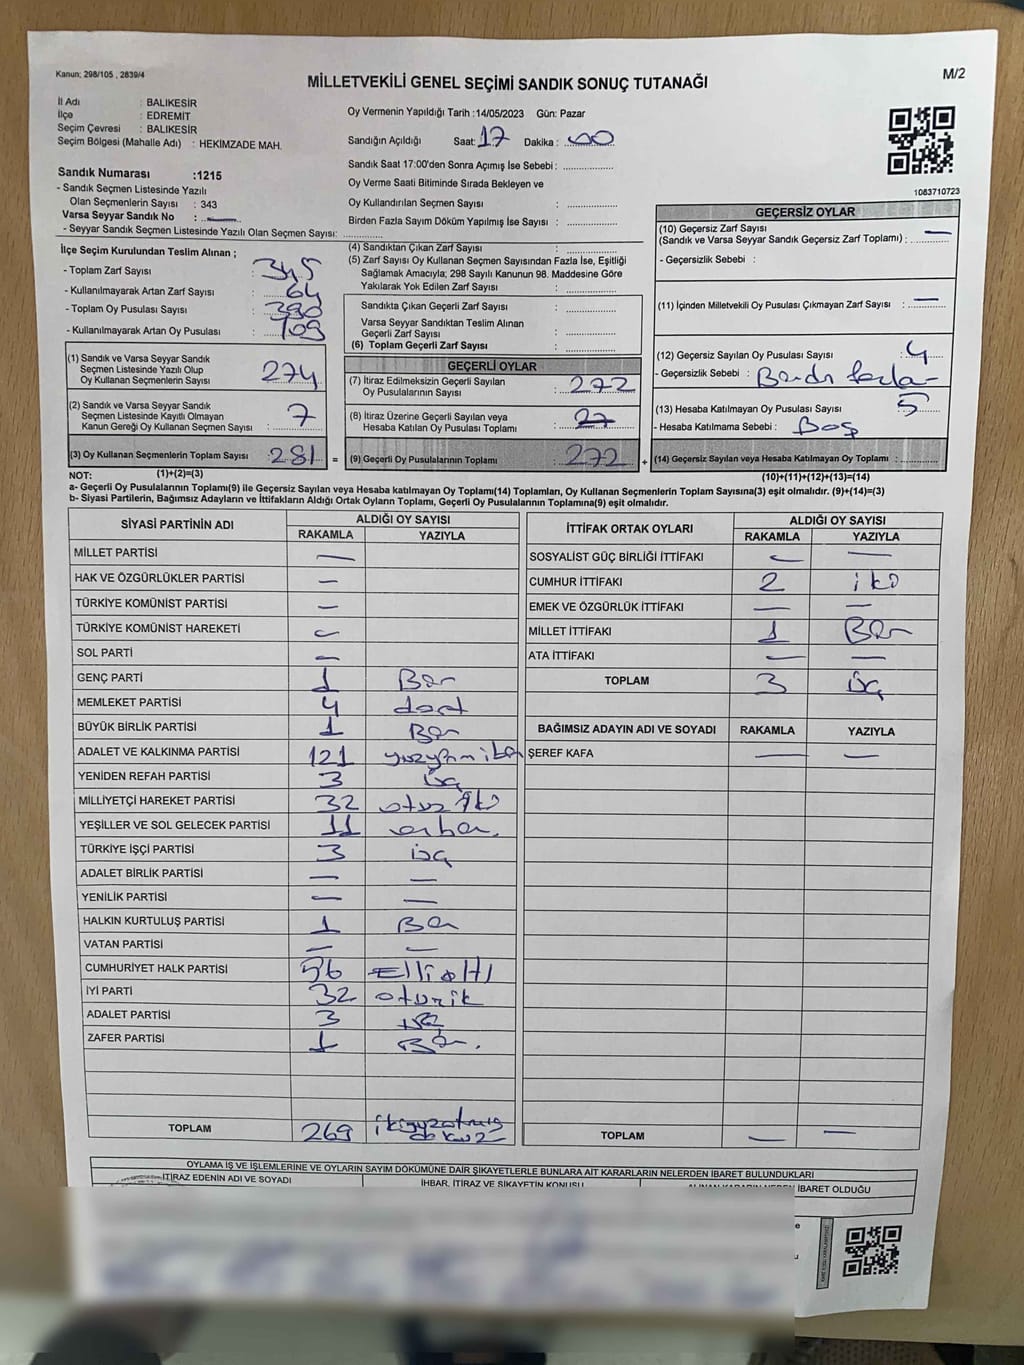 Kanun; 298/105 , 2839/4
MİLLETVEKİLİ GENEL SEÇİMİ SANDIK SONUÇ TUTANAĞI
M/2
İl Adı : BALIKESİR
İlçe : EDREMIT
Seçim Çevresi : BALIKESİR
Seçim Bölgesi (Mahalle Adı) : HEKIMZADE MAH.
Sandık Numarası :1215
- Sandık Seçmen Listesinde Yazılı
Olan Seçmenlerin Sayısı : 343
Varsa Seyyar Sandık No : —
- Seyyar Sandık Seçmen Listesinde Yazılı Olan Seçmen Sayısı:
Oy Vermenin Yapıldığı Tarih :14/05/2023 Gün: Pazar
Sandığın Açıldığı Saat: 17 Dakika : 00
Sandık Saat 17:00'den Sonra Açımış İse Sebebi :
Oy Verme Saati Bitiminde Sırada Bekleyen ve
Oy Kullandırılan Seçmen Sayısı :
Birden Fazla Sayım Döküm Yapılmış İse Sayısı :
1083710723
İlçe Seçim Kurulundan Teslim Alınan ;
- Toplam Zarf Sayısı : 345
- Kullanılmayarak Artan Zarf Sayısı : 64
- Toplam Oy Pusulası Sayısı : 390
- Kullanılmayarak Artan Oy Pusulası : 109
(4) Sandıktan Çıkan Zarf Sayısı :
(5) Zarf Sayısı Oy Kullanan Seçmen Sayısından Fazla İse, Eşitliği
Sağlamak Amacıyla; 298 Sayılı Kanunun 98. Maddesine Göre
Yakılarak Yok Edilen Zarf Sayısı :
Sandıkta Çıkan Geçerli Zarf Sayısı :
Varsa Seyyar Sandıktan Teslim Alınan
Geçerli Zarf Sayısı :
(6) Toplam Geçerli Zarf Sayısı :
GEÇERSİZ OYLAR
(10) Geçersiz Zarf Sayısı
(Sandık ve Varsa Seyyar Sandık Geçersiz Zarf Toplamı) : —
- Geçersizlik Sebebi :
(11) İçinden Milletvekili Oy Pusulası Çıkmayan Zarf Sayısı : —
(12) Geçersiz Sayılan Oy Pusulası Sayısı : 4
- Geçersizlik Sebebi :
(13) Hesaba Katılmayan Oy Pusulası Sayısı : 5
- Hesaba Katılmama Sebebi : Boş
(14) Geçersiz Sayılan veya Hesaba Katılmayan Oy Toplamı :
(10)+(11)+(12)+(13)=(14)
(1) Sandık ve Varsa Seyyar Sandık
Seçmen Listesinde Yazılı Olup
Oy Kullanan Seçmenlerin Sayısı : 274
(2) Sandık ve Varsa Seyyar Sandık
Seçmen Listesinde Kayıtlı Olmayan
Kanun Gereği Oy Kullanan Seçmen Sayısı : 7
(3) Oy Kullanan Seçmenlerin Toplam Sayısı : 281 =
(1)+(2)=(3)
GEÇERLİ OYLAR
(7) İtiraz Edilmeksizin Geçerli Sayılan
Oy Pusulalarının Sayısı : 272
(8) İtiraz Üzerine Geçerli Sayılan veya
Hesaba Katılan Oy Pusulası Toplamı :
(9) Geçerli Oy Pusulalarının Toplamı : 272 +
NOT:
a- Geçerli Oy Pusulalarının Toplamı(9) ile Geçersiz Sayılan veya Hesaba katılmayan Oy Toplamı(14) Toplamları, Oy Kullanan Seçmenlerin Toplam Sayısına(3) eşit olmalıdır. (9)+(14)=(3)
b- Siyasi Partilerin, Bağımsız Adayların ve İttifakların Aldığı Ortak Oyların Toplamı, Geçerli Oy Pusulalarının Toplamına(9) eşit olmalıdır.
SİYASİ PARTİNİN ADI ALDIĞI OY SAYISI
RAKAMLA YAZIYLA
MİLLET PARTİSİ —
HAK VE ÖZGÜRLÜKLER PARTİSİ —
TÜRKİYE KOMÜNİST PARTİSİ —
TÜRKİYE KOMÜNİST HAREKETİ —
SOL PARTİ —
GENÇ PARTİ 1 Bir
MEMLEKET PARTİSİ 4 dört
BÜYÜK BİRLİK PARTİSİ 1 Bir
ADALET VE KALKINMA PARTİSİ 121 yüzyirmibir
YENİDEN REFAH PARTİSİ 3 üç
MİLLİYETÇİ HAREKET PARTİSİ 32 otuz iki
YEŞİLLER VE SOL GELECEK PARTİSİ 11 onbir.
TÜRKİYE İŞÇİ PARTİSİ 3 üç
ADALET BİRLİK PARTİSİ — —
YENİLİK PARTİSİ — —
HALKIN KURTULUŞ PARTİSİ 1 Bir
VATAN PARTİSİ — —
CUMHURİYET HALK PARTİSİ 56 Elli altı
İYİ PARTİ 32 otuzik
ADALET PARTİSİ 3 üç
ZAFER PARTİSİ 1 Bir.
TOPLAM 269 ikiyüzatmış
dokuz
İTTİFAK ORTAK OYLARI ALDIĞI OY SAYISI
RAKAMLA YAZIYLA
SOSYALIST GÜÇ BİRLİĞİ İTTİFAKI — —
CUMHUR İTTİFAKI 2 iki
EMEK VE ÖZGÜRLÜK İTTİFAKI — —
MİLLET İTTİFAKI 1 Bir
ATA İTTİFAKI — —
TOPLAM 3 üç
BAĞIMSIZ ADAYIN ADI VE SOYADI RAKAMLA YAZIYLA
ŞEREF KAFA — —
TOPLAM — —
OYLAMA İŞ VE İŞLEMLERİNE VE OYLARIN SAYIM DÖKÜMÜNE DAİR ŞİKAYETLERLE BUNLARA AİT KARARLARIN NELERDEN İBARET BULUNDUKLARI
İTİRAZ EDENİN ADI VE SOYADI İHBAR, İTİRAZ VE ŞİKAYETİN KONUSU ALINAN KARARIN NEDEN İBARET OLDUĞU